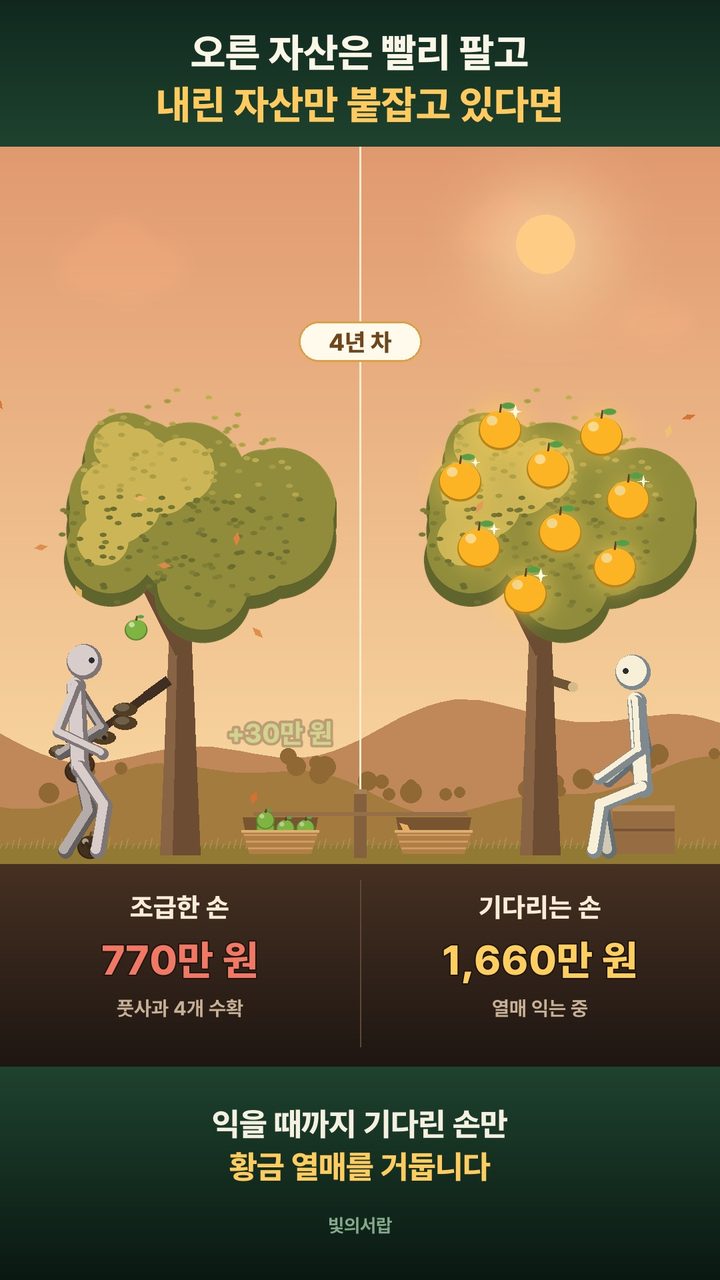 오른 자산은 빨리 팔고
내린 자산만 붙잡고 있다면
4년 차
+30만 원
조급한 손
770만 원
풋사과 4개 수확
기다리는 손
1,660만 원
열매 익는 중
익을 때까지 기다린 손만
황금 열매를 거둡니다
빛의서랍